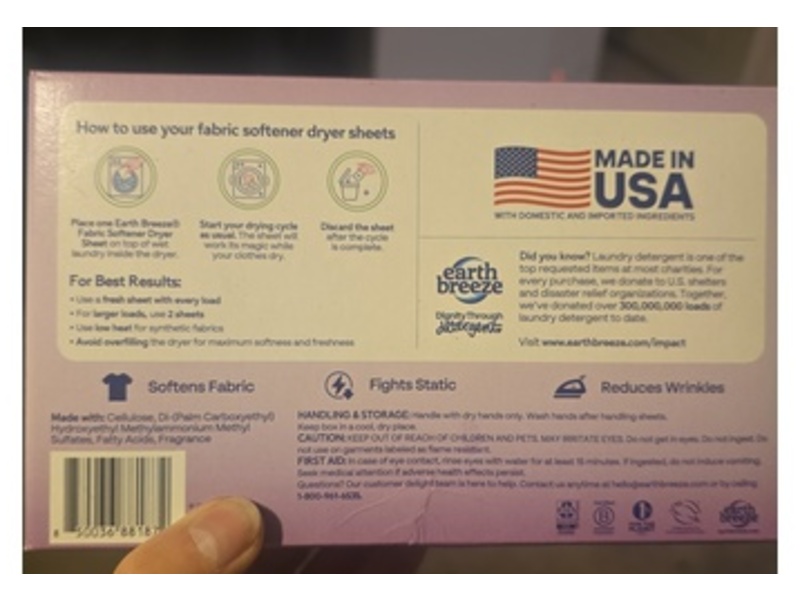 How to use your fabric softener dryer sheets
Place one Earth Breeze®
Fabric Softener Dryer
Sheet on top of wet
laundry inside the dryer.
Start your drying cycle
as usual. The sheet will
work its magic while
your clothes dry.
Discard the sheet
after the cycle
is complete.
For Best Results:
• Use a fresh sheet with every load
• For larger loads, use 2 sheets
• Use low heat for synthetic fabrics
• Avoid overfilling the dryer for maximum softness and freshness
MADE IN
USA
WITH DOMESTIC AND IMPORTED INGREDIENTS
earth
breeze
Dignity Through
Detergent
Did you know? Laundry detergent is one of the
top requested items at most charities. For
every purchase, we donate to U.S. shelters
and disaster relief organizations. Together,
we've donated over 300,000,000 loads of
laundry detergent to date.
Visit www.earthbreeze.com/impact
Softens Fabric
Fights Static
Reduces Wrinkles
Made with: Cellulose, Di-(Palm Carboxyethyl)
Hydroxyethyl Methylammonium Methyl
Sulfates, Fatty Acids, Fragrance
HANDLING & STORAGE: Handle with dry hands only. Wash hands after handling sheets.
Keep box in a cool, dry place.
CAUTION: KEEP OUT OF REACH OF CHILDREN AND PETS. MAY IRRITATE EYES. Do not get in eyes. Do not ingest. Do
not use on garments labeled as flame resistant.
FIRST AID: In case of eye contact, rinse eyes with water for at least 15 minutes. If ingested, do not induce vomiting.
Seek medical attention if adverse health effects persist.
Questions? Our customer delight team is here to help. Contact us anytime at hello@earthbreeze.com or by calling
1-800-961-6535.
8 50036 88187
earth
breeze